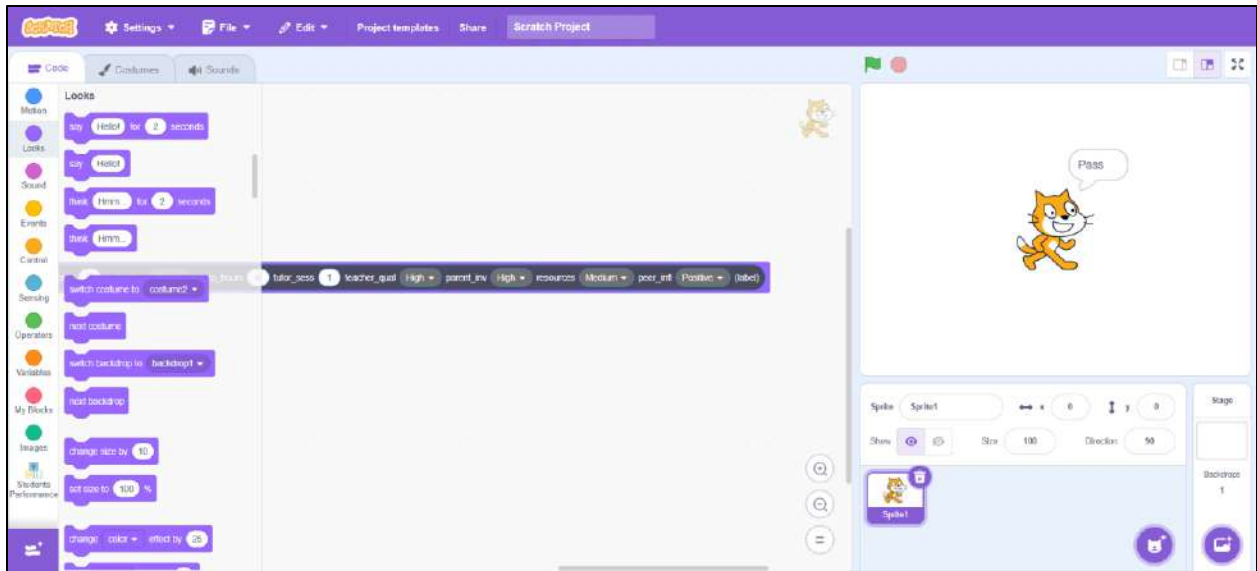 SCRATCH Settings File Edit Project templates Share Scratch Project
Code Costumes Sounds
Motion
Looks
Sound
Events
Control
Sensing
Operators
Variables
My Blocks
Images
Students Performance
Looks
say Hello! for 2 seconds
say Hello!
think Hmm... for 2 seconds
think Hmm...
switch costume to costume2
next costume
switch backdrop to backdrop1
next backdrop
change size by 10
set size to 100 %
change color effect by 25
tutor_sess 1 teacher_qual High parent_inv High resources Medium peer_infl Positive (label)
Pass
Sprite Sprite1 x 0 y 0
Show Size 100 Direction 90
Sprite1
Stage
Backdrops
1